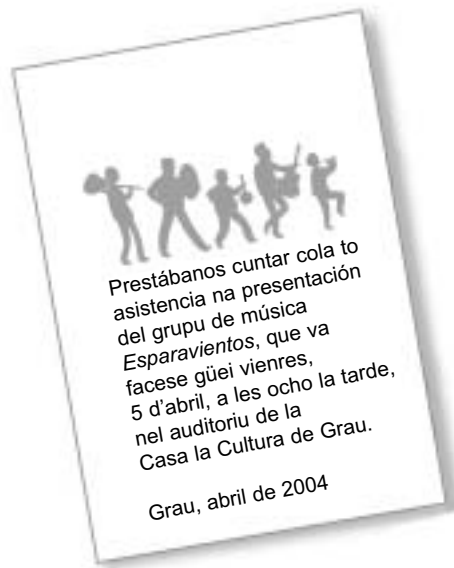 Prestábanos cuntar cola to
asistencia na presentación
del grupu de música
Esparavientos, que va
facese güei vienres,
5 d'abril, a les ocho la tarde,
nel auditoriu de la
Casa la Cultura de Grau.
Grau, abril de 2004